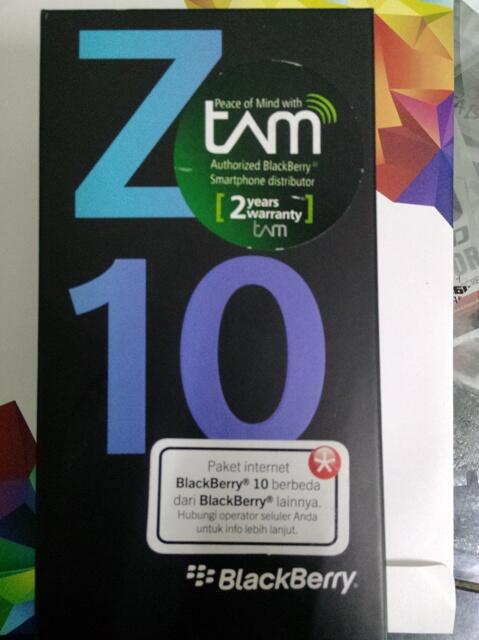 Z
Peace of Mind with
tam
Authorized BlackBerry®
Smartphone distributor
[2 years
warranty]
tam
10
Paket internet
BlackBerry® 10 berbeda
dari BlackBerry® lainnya.
Hubungi operator seluler Anda
untuk info lebih lanjut.
BlackBerry®